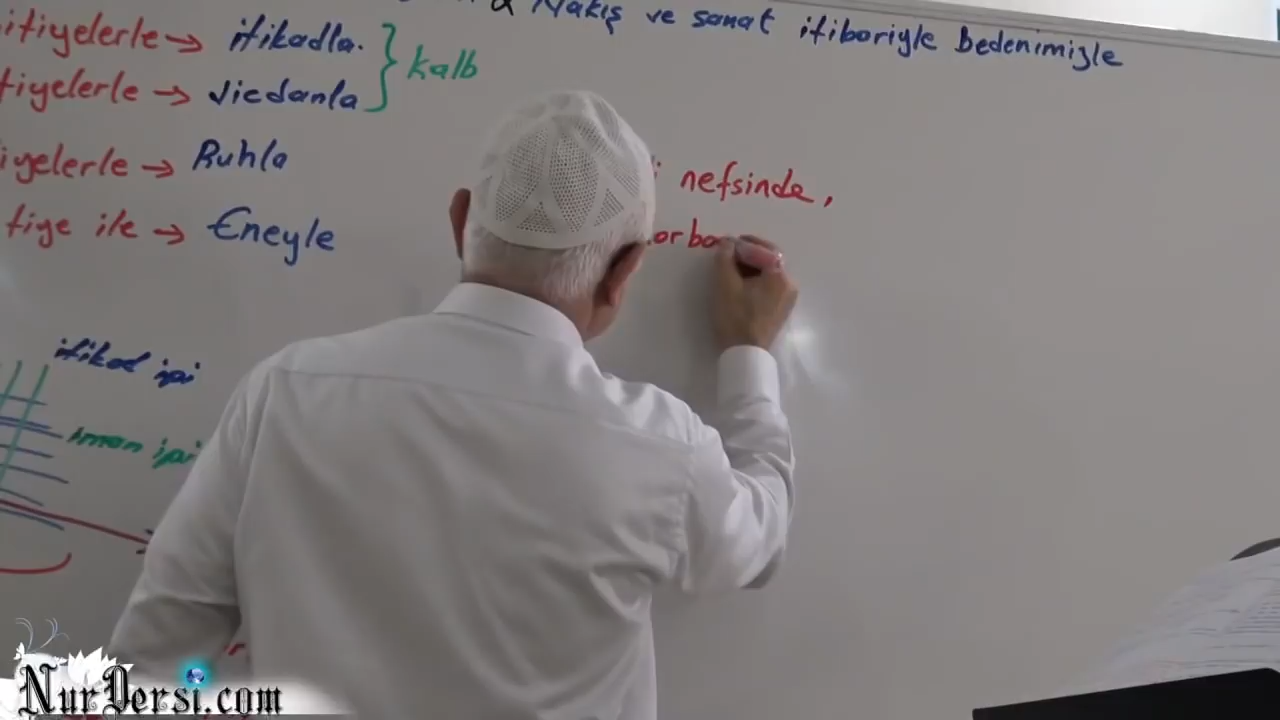 Nakış ve sanat itibariyle Bedenimizle
itiyelerle → itikadla.
tiyelerle → vicdanla
kalb
iyelerle → Ruhla
tiye ile → Eneyle
nefsinde,
itikad ipi
iman ipi
NurDersi.com